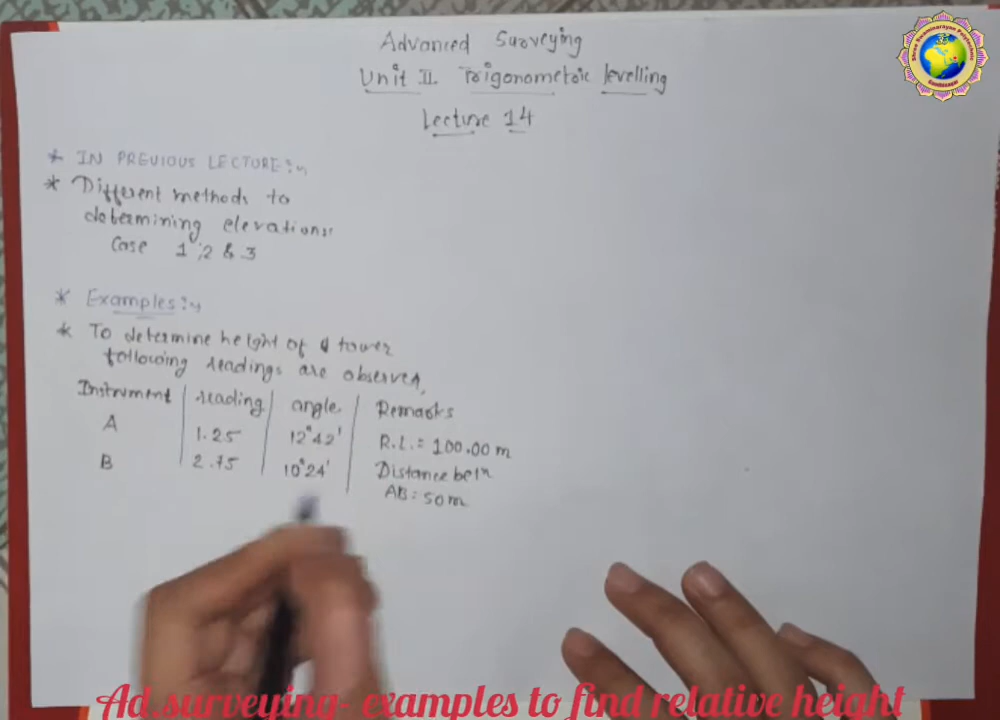 Advanced Surveying
Unit II Trigonometric levelling
Lecture 14
* IN PREVIOUS LECTURE:-
* Different methods to
determining elevations
Case 1, 2 & 3
* Examples:-
* To determine height of tower
following readings are observed,
Instrument reading angle Remarks
A 1.25 12°42' R.L.= 100.00 m
B 2.75 10°24' Distance betn
AB = 50m
Ad.surveying- examples to find relative height